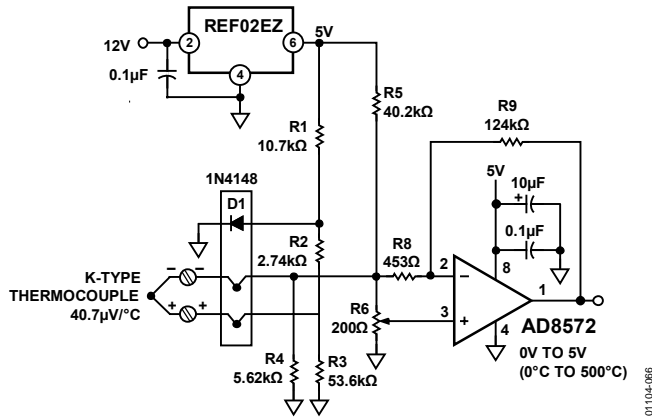 REF02EZ
12V
2
6
5V
4
0.1µF
R5
40.2kΩ
R9
124kΩ
R1
10.7kΩ
1N4148
D1
5V
10µF
+
0.1µF
R2
2.74kΩ
R8
453Ω
2
8
K-TYPE
THERMOCOUPLE
40.7µV/°C
– –
+ +
R6
200Ω
3
–
+
1
4
AD8572
0V TO 5V
(0°C TO 500°C)
R4
5.62kΩ
R3
53.6kΩ
01104-066